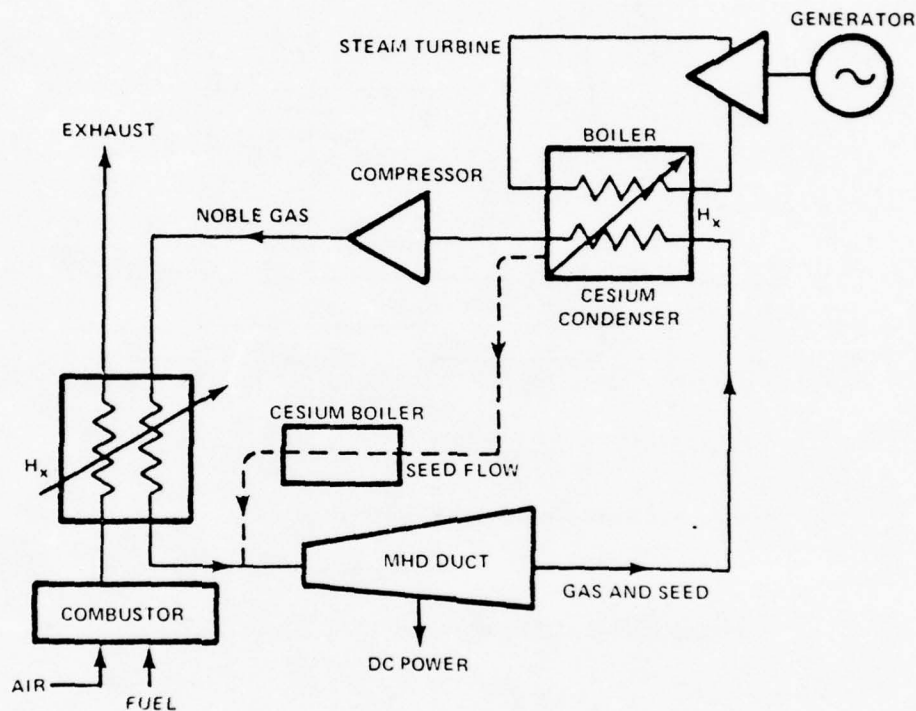 GENERATOR
STEAM TURBINE
EXHAUST
BOILER
COMPRESSOR
NOBLE GAS
Hx
CESIUM
CONDENSER
CESIUM BOILER
SEED FLOW
Hx
MHD DUCT
GAS AND SEED
COMBUSTOR
DC POWER
AIR
FUEL